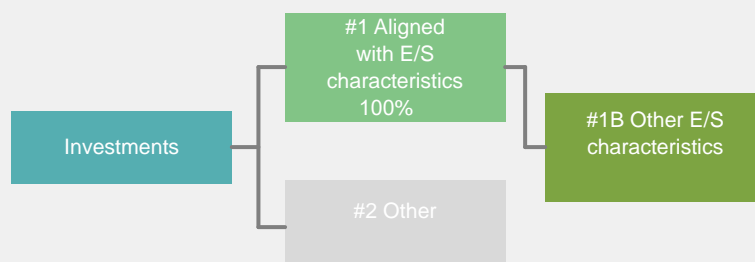 Investments
#1 Aligned
with E/S
characteristics
100%
#2 Other
#1B Other E/S
characteristics